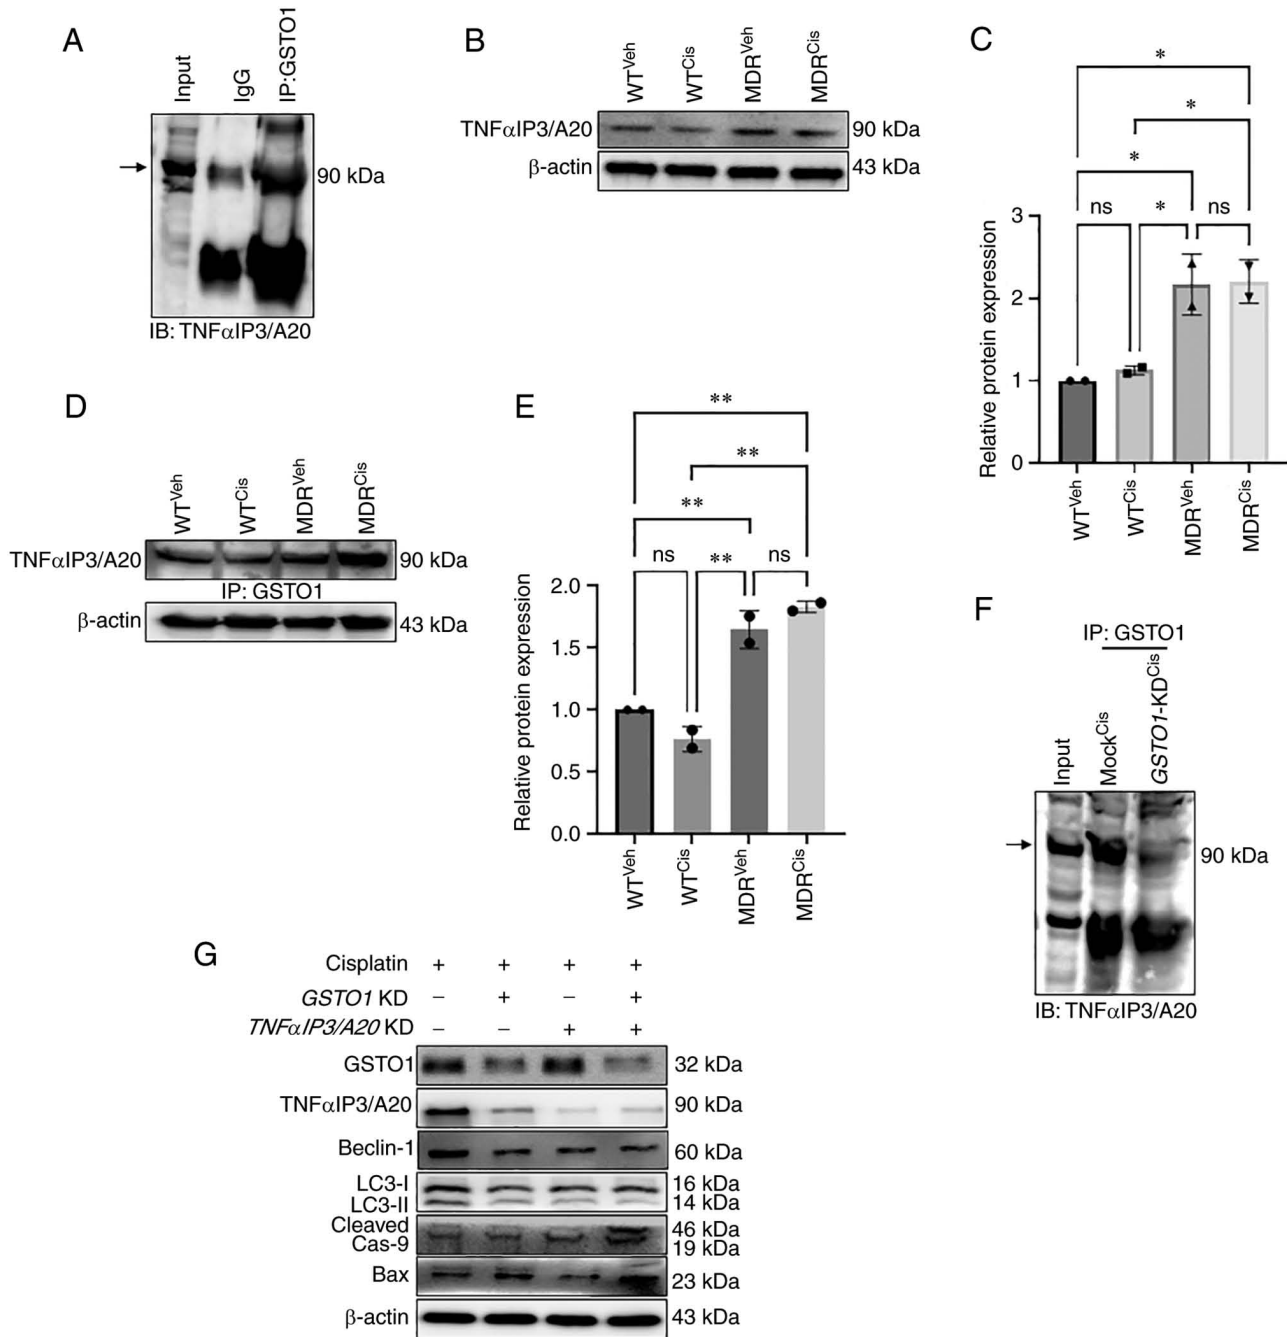 A
Input
IgG
IP:GSTO1
90 kDa
IB: TNFαIP3/A20
B
WTVeh
WTCis
MDRVeh
MDRCis
TNFαIP3/A20
90 kDa
β-actin
43 kDa
C
*
*
*
ns
*
ns
Relative protein expression
3
2
1
0
WTVeh
WTCis
MDRVeh
MDRCis
D
WTVeh
WTCis
MDRVeh
MDRCis
TNFαIP3/A20
90 kDa
IP: GSTO1
β-actin
43 kDa
E
**
**
**
ns
**
ns
Relative protein expression
2.0
1.5
1.0
0.5
0.0
WTVeh
WTCis
MDRVeh
MDRCis
F
IP: GSTO1
Input
MockCis
GSTO1-KDCis
90 kDa
IB: TNFαIP3/A20
G
Cisplatin + + + +
GSTO1 KD – + – +
TNFαIP3/A20 KD – – + +
GSTO1 32 kDa
TNFαIP3/A20 90 kDa
Beclin-1 60 kDa
LC3-I 16 kDa
LC3-II 14 kDa
Cleaved 46 kDa
Cas-9 19 kDa
Bax 23 kDa
β-actin 43 kDa